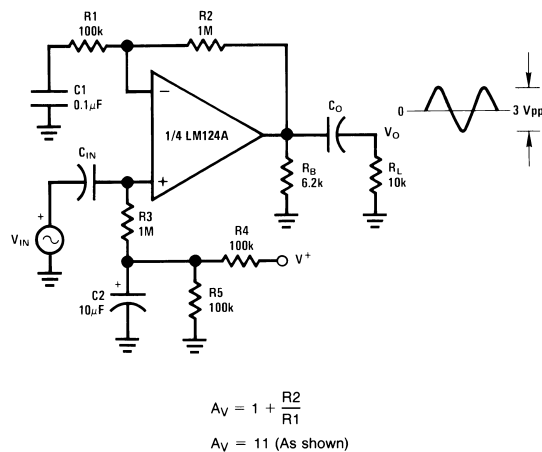 R1
100k
R2
1M
C1
0.1μF
−
1/4 LM124A
+
CO
VO
0
3 Vpp
RB
6.2k
RL
10k
CIN
+
VIN
R3
1M
R4
100k
V+
+
C2
10μF
R5
100k
AV = 1 + R2/R1
AV = 11 (As shown)